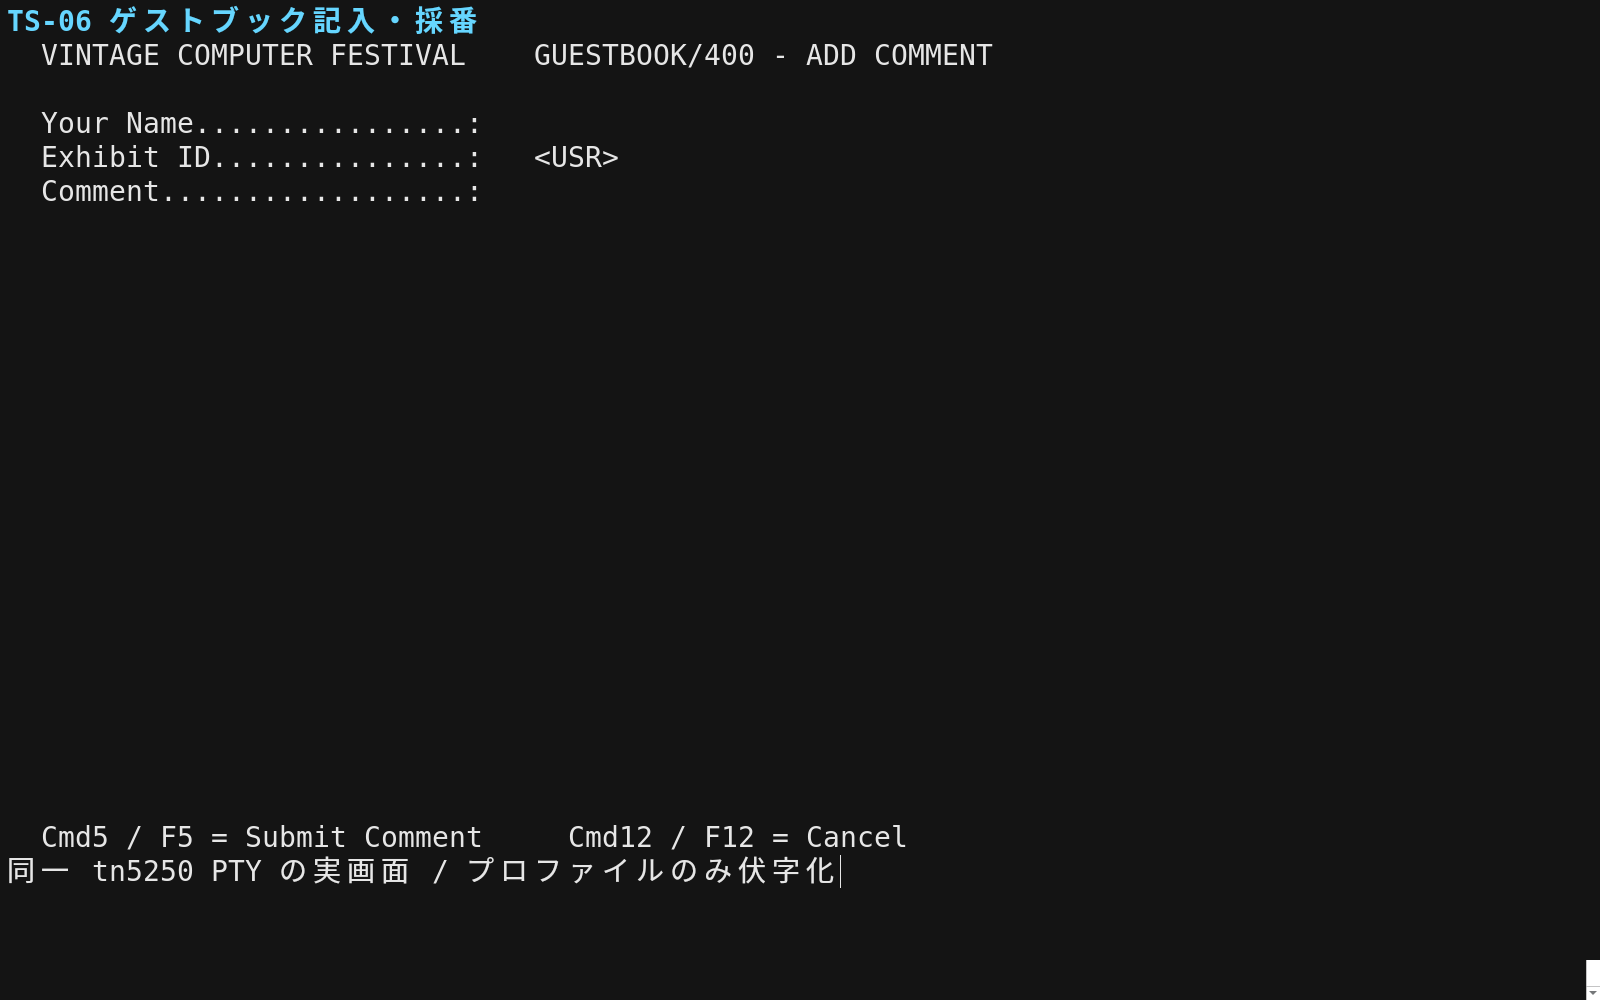 TS-06 ゲストブック記入・採番
VINTAGE COMPUTER FESTIVAL    GUESTBOOK/400 - ADD COMMENT
Your Name................:
Exhibit ID...............:   <USR>
Comment..................:
Cmd5 / F5 = Submit Comment     Cmd12 / F12 = Cancel
同一 tn5250 PTY の実画面 / プロファイルのみ伏字化